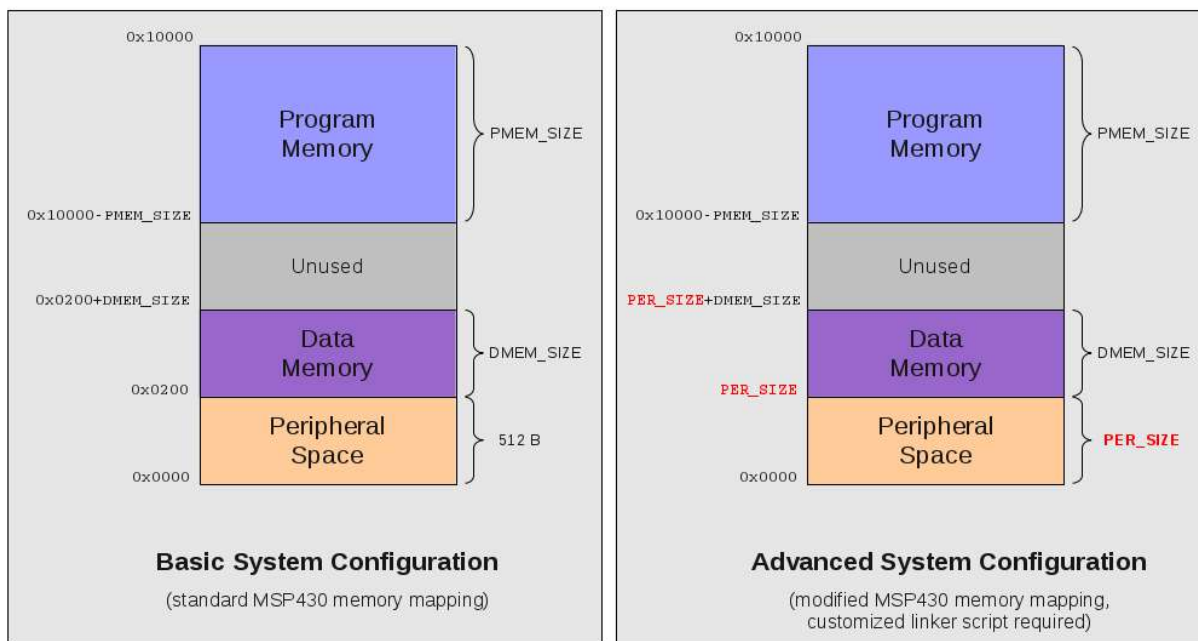 0x10000
Program
Memory
PMEM_SIZE
0x10000-PMEM_SIZE
Unused
0x0200+DMEM_SIZE
Data
Memory
DMEM_SIZE
0x0200
Peripheral
Space
512 B
0x0000
Basic System Configuration
(standard MSP430 memory mapping)
0x10000
Program
Memory
PMEM_SIZE
0x10000-PMEM_SIZE
Unused
PER_SIZE+DMEM_SIZE
Data
Memory
DMEM_SIZE
PER_SIZE
Peripheral
Space
PER_SIZE
0x0000
Advanced System Configuration
(modified MSP430 memory mapping,
customized linker script required)